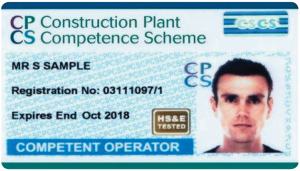 CP Construction Plant
CS Competence Scheme
CSCS
MR S SAMPLE
CP
CS
Registration No: 03111097/1
Expires End Oct 2018
HS&E
TESTED
COMPETENT OPERATOR